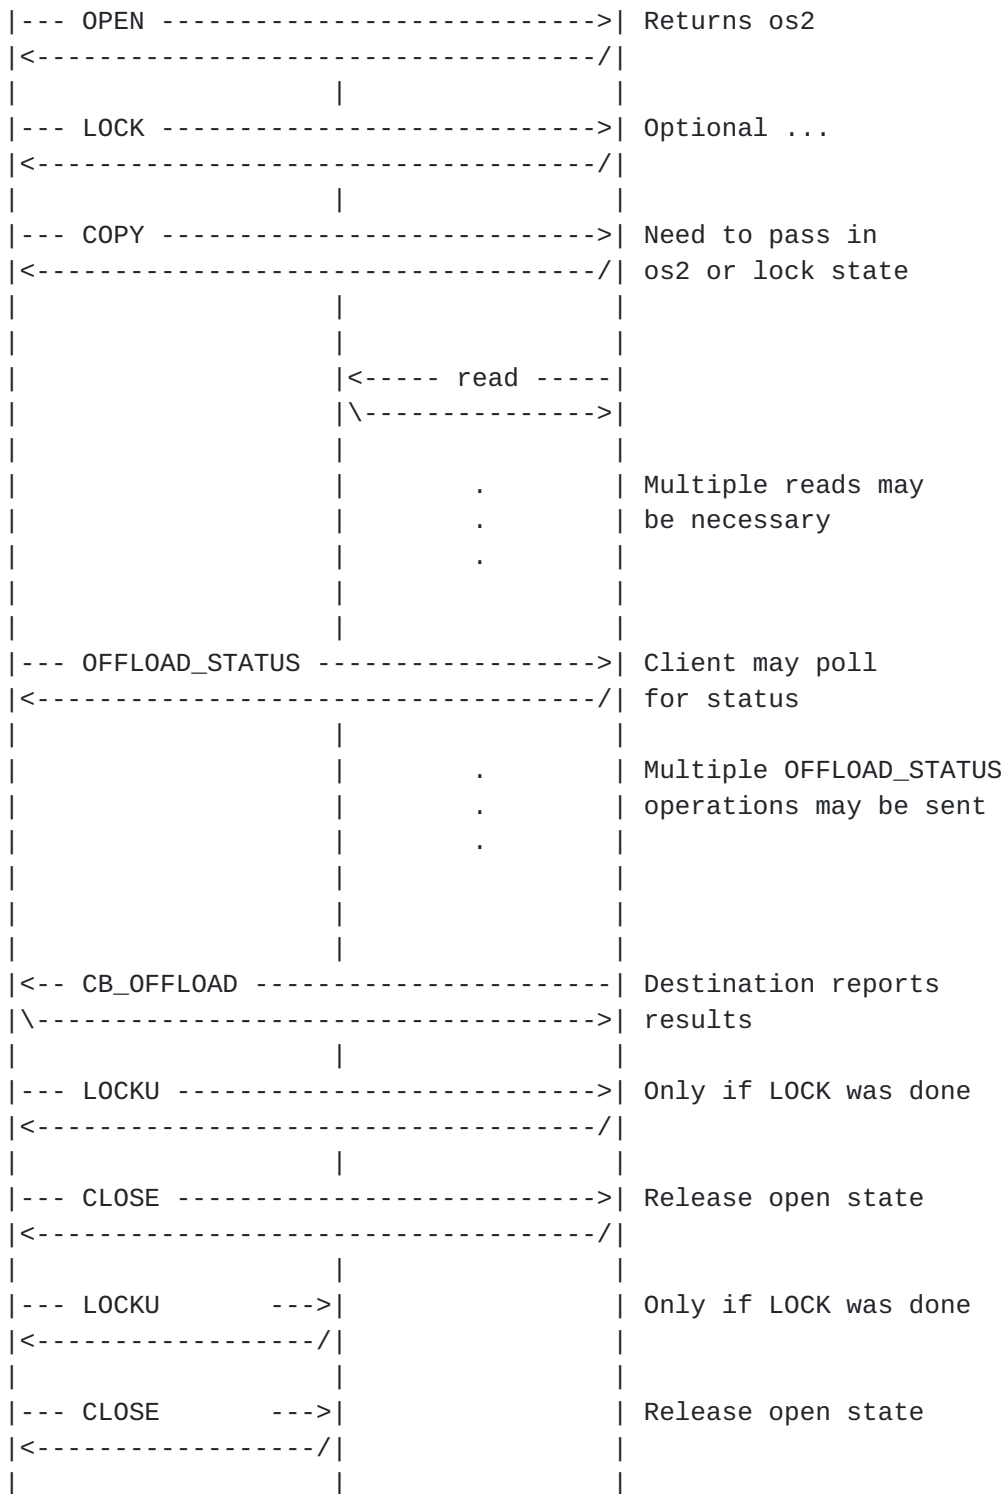 |--- OPEN ---------------------------->| Returns os2
|<------------------------------------/|
|                    |                 |
|--- LOCK ---------------------------->| Optional ...
|<------------------------------------/|
|                    |                 |
|--- COPY ---------------------------->| Need to pass in
|<------------------------------------/| os2 or lock state
|                    |                 |
|                    |                 |
|                    |<----- read -----|
|                    |\--------------->|
|                    |                 |
|                    |        .        | Multiple reads may
|                    |        .        | be necessary
|                    |        .        |
|                    |                 |
|                    |                 |
|--- OFFLOAD_STATUS ------------------>| Client may poll
|<------------------------------------/| for status
|                    |                 |
|                    |        .        | Multiple OFFLOAD_STATUS
|                    |        .        | operations may be sent
|                    |        .        |
|                    |                 |
|                    |                 |
|                    |                 |
|<-- CB_OFFLOAD -----------------------| Destination reports
|\------------------------------------>| results
|                    |                 |
|--- LOCKU --------------------------->| Only if LOCK was done
|<------------------------------------/|
|                    |                 |
|--- CLOSE --------------------------->| Release open state
|<------------------------------------/|
|                    |                 |
|--- LOCKU       --->|                 | Only if LOCK was done
|<------------------/|                 |
|                    |                 |
|--- CLOSE       --->|                 | Release open state
|<------------------/|                 |
|                    |                 |